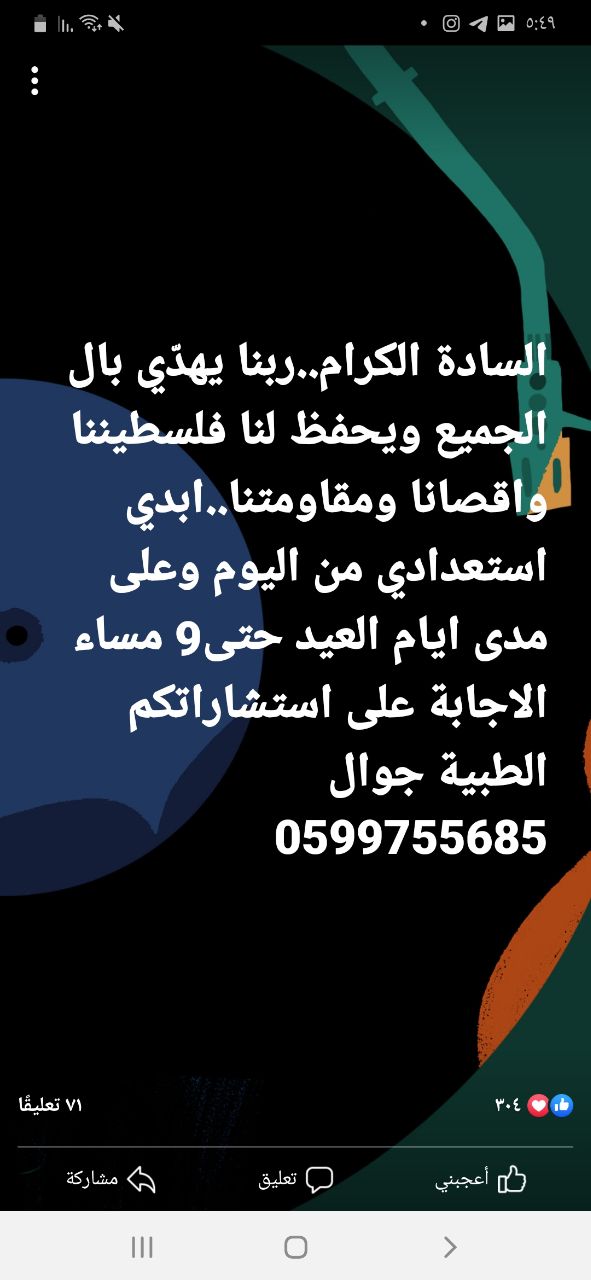 ٥:٤٩
السادة الكرام..ربنا يهدّي بال
الجميع ويحفظ لنا فلسطيننا
واقصانا ومقاومتنا..ابدي
استعدادي من اليوم وعلى
مدى ايام العيد حتى9 مساء
الاجابة على استشاراتكم
الطبية جوال
0599755685
٣٠٤
٧١ تعليقًا
أعجبني
تعليق
مشاركة